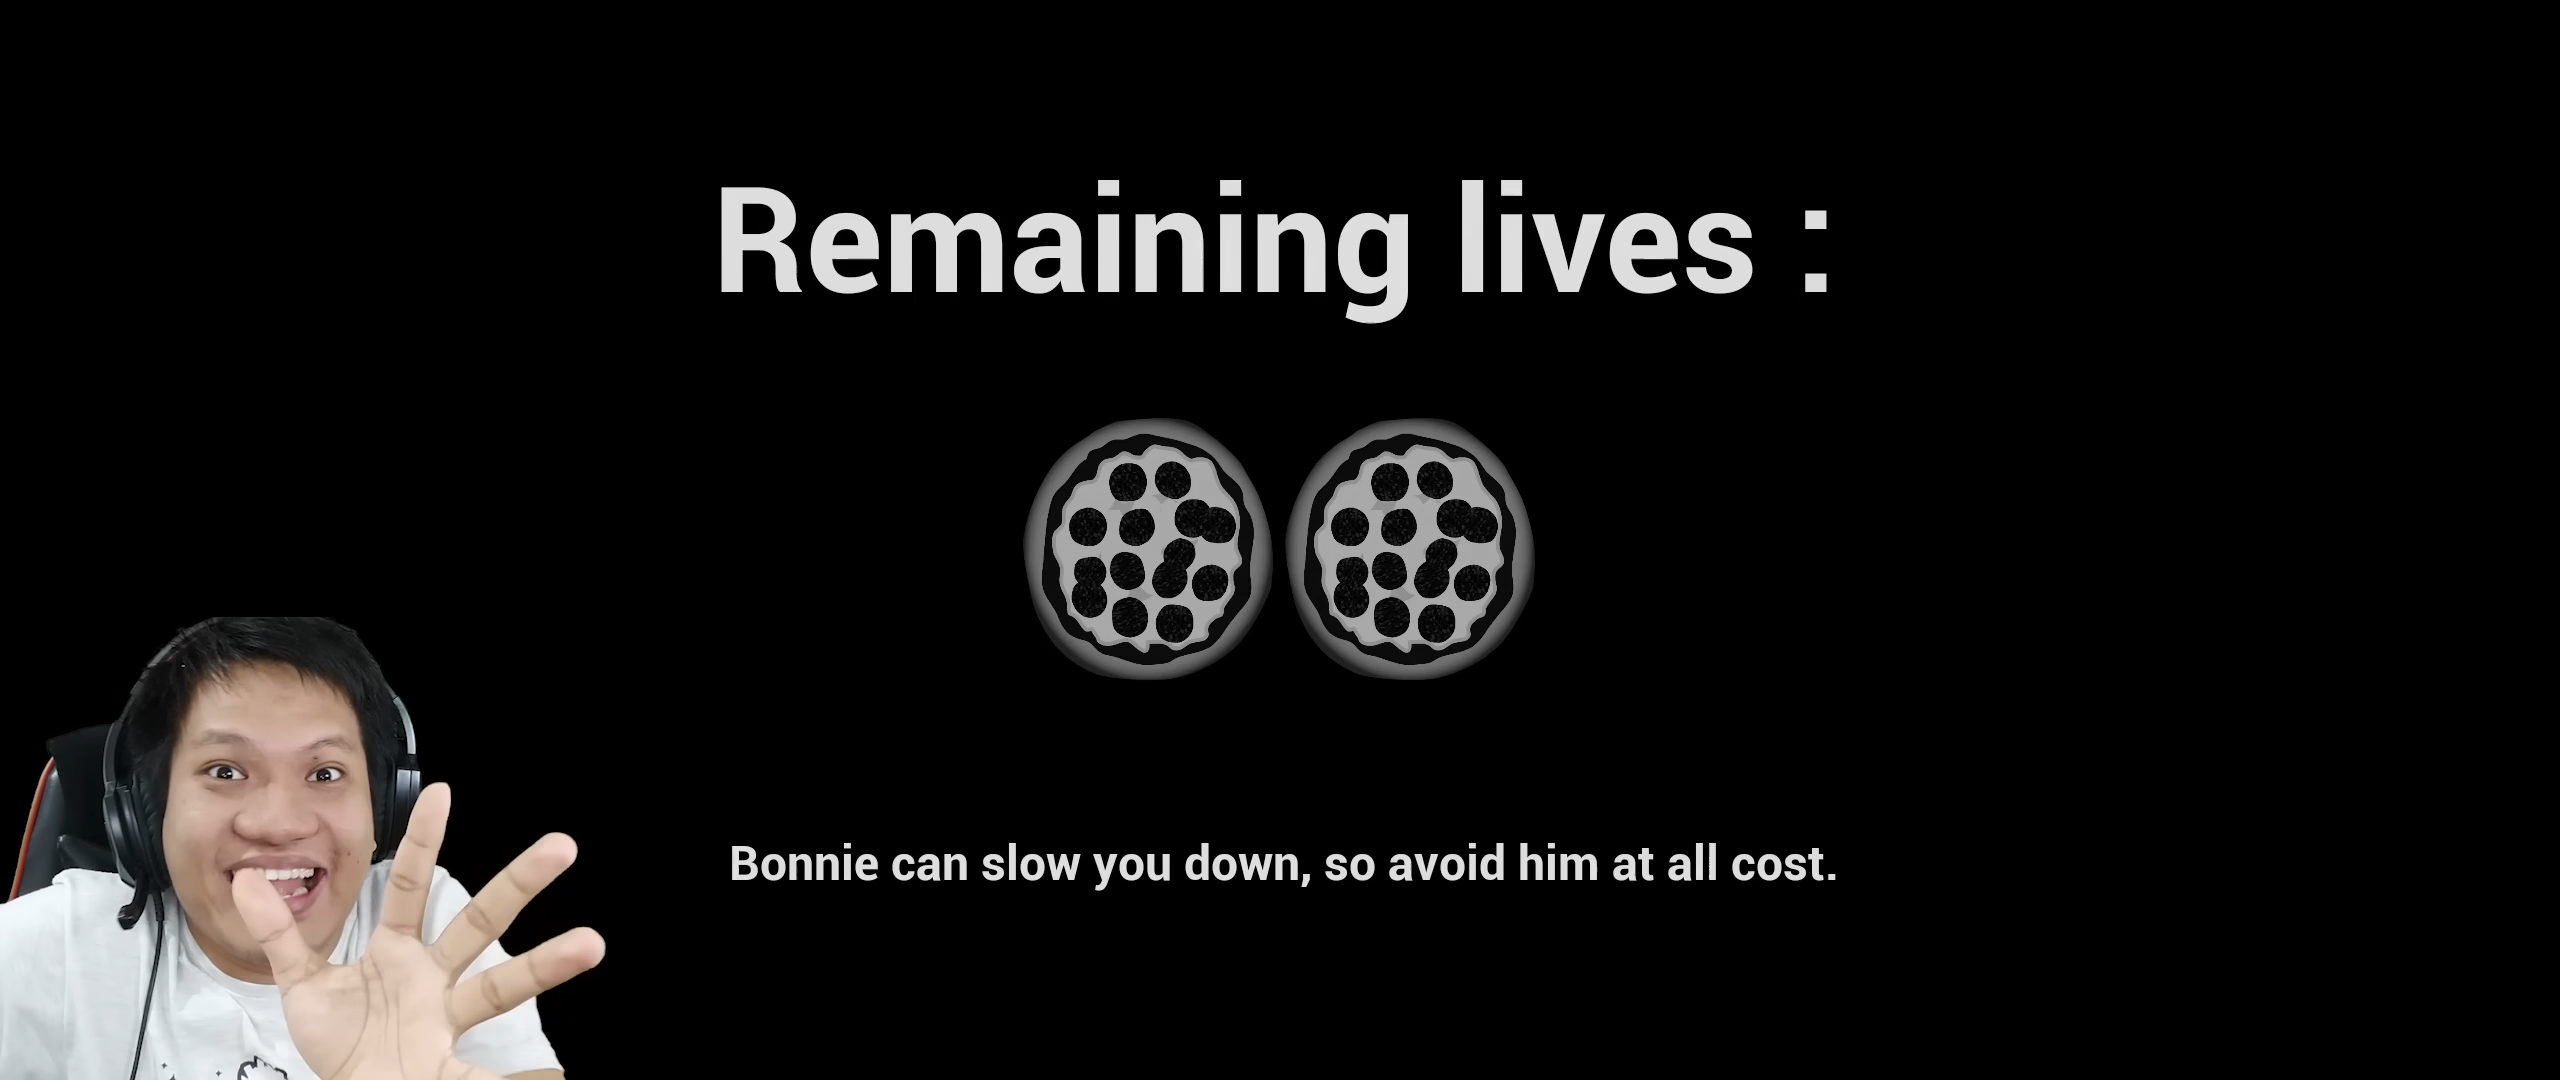 Remaining lives :
Bonnie can slow you down, so avoid him at all cost.